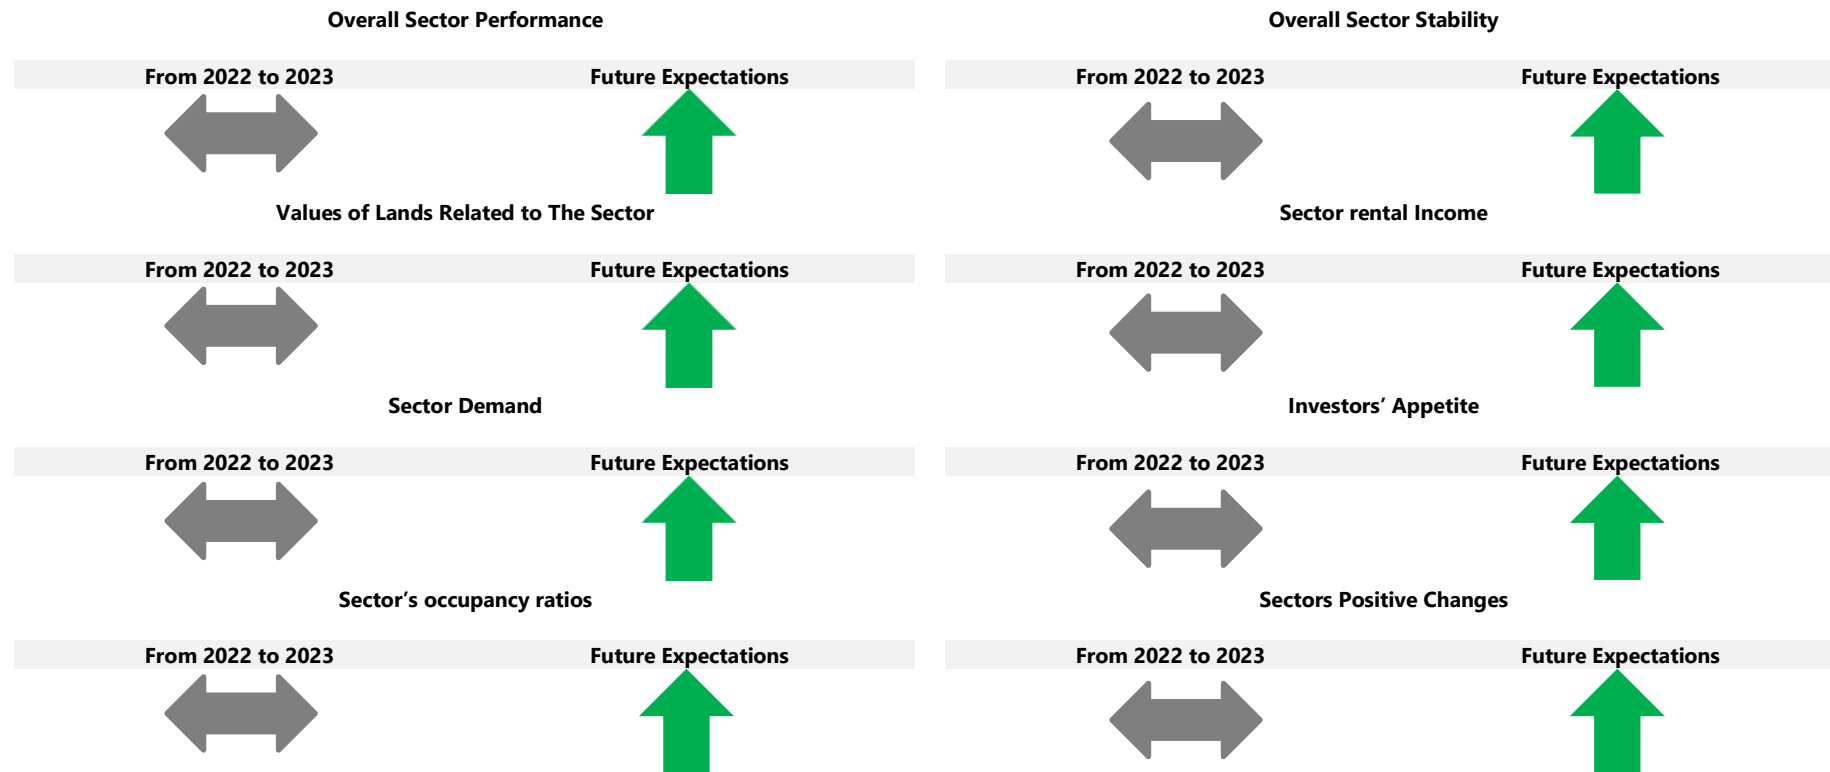 Overall Sector Performance
From 2022 to 2023 Future Expectations
Values of Lands Related to The Sector
From 2022 to 2023 Future Expectations
Sector Demand
From 2022 to 2023 Future Expectations
Sector’s occupancy ratios
From 2022 to 2023 Future Expectations
Overall Sector Stability
From 2022 to 2023 Future Expectations
Sector rental Income
From 2022 to 2023 Future Expectations
Investors’ Appetite
From 2022 to 2023 Future Expectations
Sectors Positive Changes
From 2022 to 2023 Future Expectations